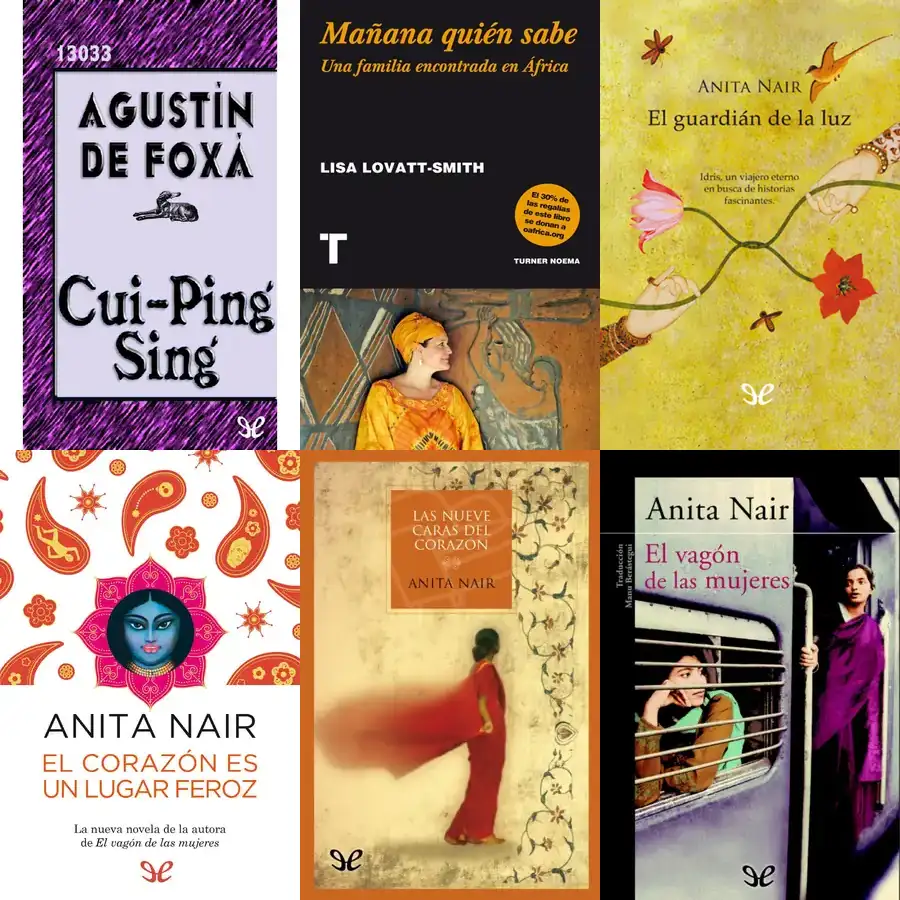 13033
AGUSTÍN
DE FOXÁ
Cui-Ping
Sing
Mañana quién sabe
Una familia encontrada en África
LISA LOVATT-SMITH
El 30% de
las regalías
de este libro
se donan a
oafrica.org
T
TURNER NOEMA
ANITA NAIR
El guardián de la luz
Idris, un viajero eterno
en busca de historias
fascinantes.
ANITA NAIR
EL CORAZÓN ES
UN LUGAR FEROZ
La nueva novela de la autora
de El vagón de las mujeres
LAS NUEVE
CARAS DEL
CORAZON
ANITA NAIR
Anita Nair
El vagón
de las mujeres
Traducción
Manu Berástegui